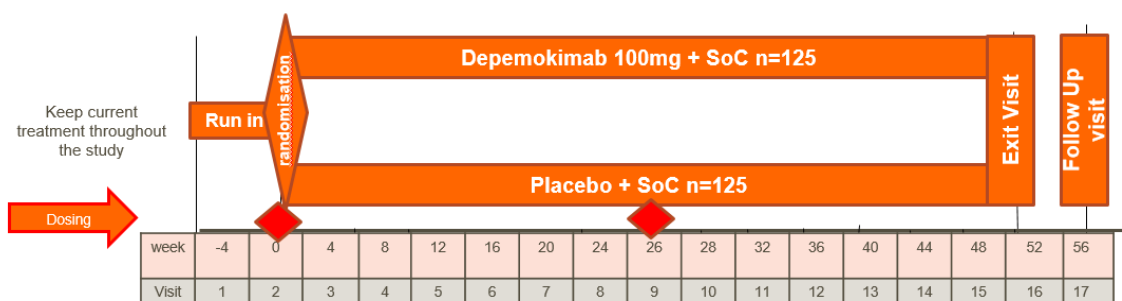 Depemokimab 100mg + SoC n=125
Keep current
treatment throughout
the study
Run in
randomisation
Exit Visit
Follow Up
visit
Placebo + SoC n=125
Dosing
week -4 0 4 8 12 16 20 24 26 28 32 36 40 44 48 52 56
Visit 1 2 3 4 5 6 7 8 9 10 11 12 13 14 15 16 17